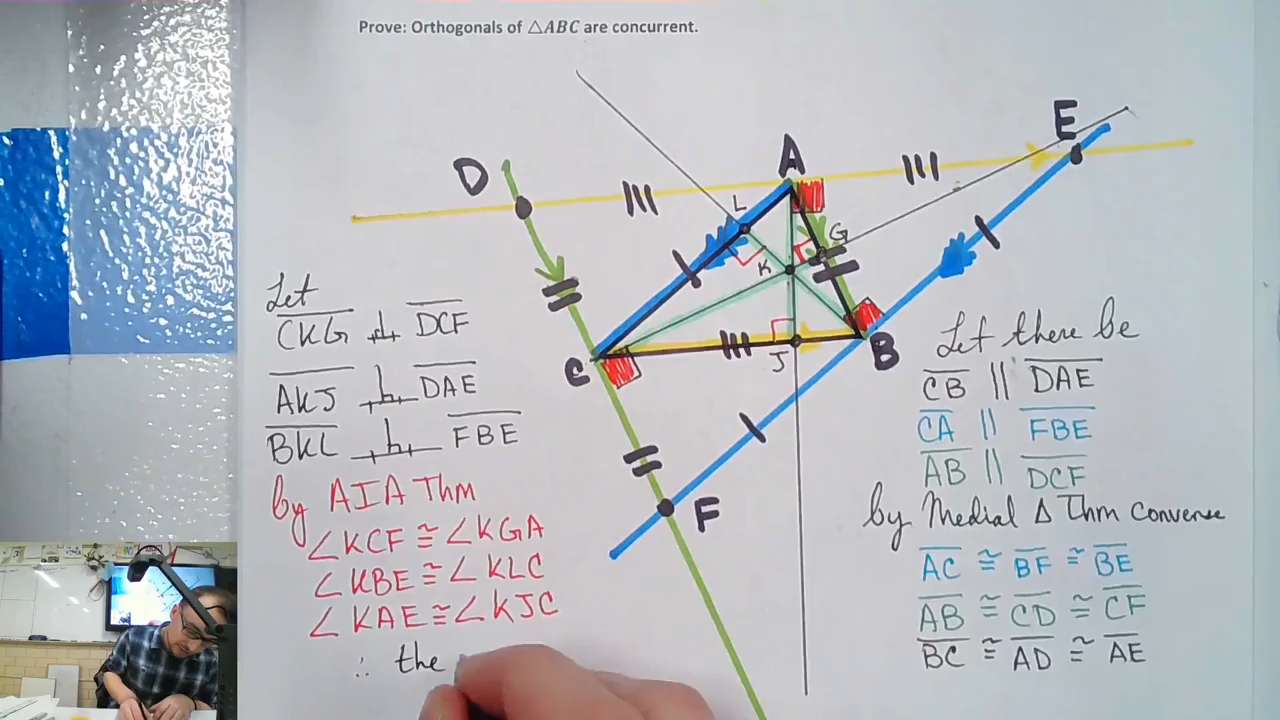 Prove: Orthogonals of △ABC are concurrent.
D
A
E
L
K
G
C
J
B
F
Let
CKG ⊥ DCF
AKJ ⊥ DAE
BKL ⊥ FBE
by AIA Thm
∠KCF ≅ ∠KGA
∠KBE ≅ ∠KLC
∠KAE ≅ ∠KJC
∴ the
Let there be
CB || DAE
CA || FBE
AB || DCF
by Medial Δ Thm converse
AC ≅ BF ≅ BE
AB ≅ CD ≅ CF
BC ≅ AD ≅ AE